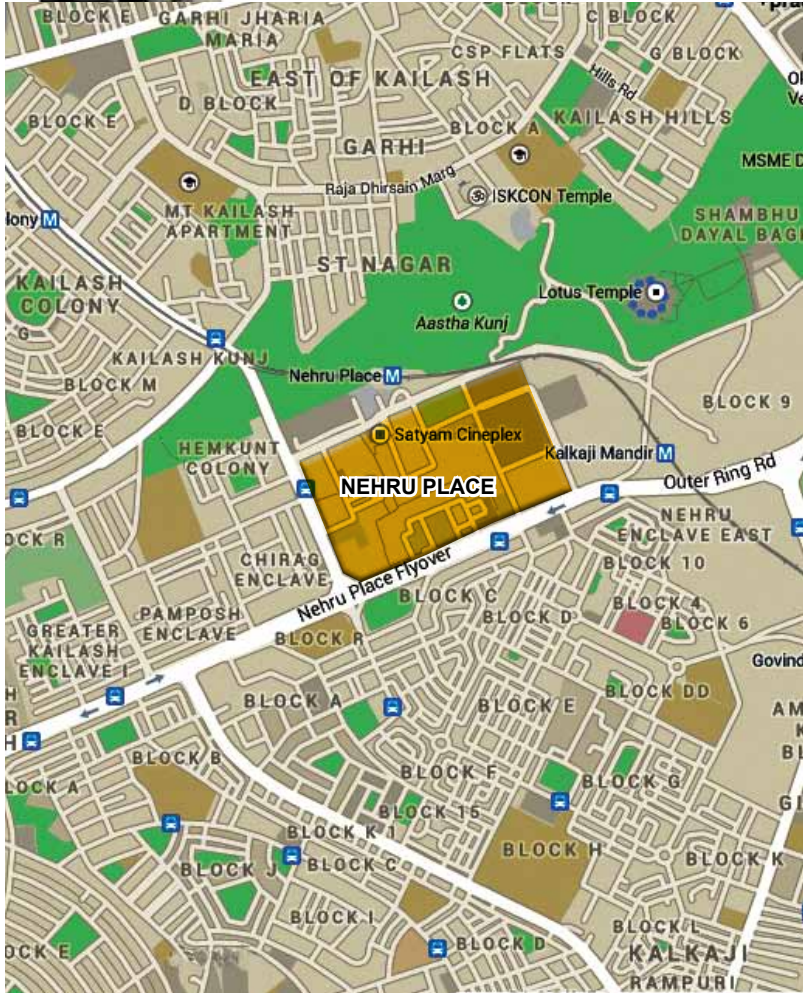 BLOCK E
GARHI JHARIA
MARIA
C BLOCK
CSP FLATS
G BLOCK
EAST OF KAILASH
Hills Rd
D BLOCK
BLOCK E
BLOCK A
KAILASH HILLS
GARHI
MSME D
Raja Dhirsain Marg
ISKCON Temple
MT KAILASH
APARTMENT
lony M
SHAMBHU
DAYAL BAGH
ST NAGAR
KAILASH
COLONY
Lotus Temple
G
Aastha Kunj
KAILASH KUNJ
BLOCK M
Nehru Place M
BLOCK 9
BLOCK E
Satyam Cineplex
HEMKUNT
COLONY
Kalkaji Mandir M
Outer Ring Rd
NEHRU PLACE
NEHRU
ENCLAVE EAST
OCK R
CHIRAG
ENCLAVE
Nehru Place Flyover
BLOCK 10
BLOCK C
BLOCK 4
PAMPOSH
ENCLAVE
BLOCK D
BLOCK 6
GREATER
KAILASH
ENCLAVE I
BLOCK R
Govind
BLOCK A
BLOCK E
BLOCK DD
AM
K
BL
H
R
H
BLOCK B
BLOCK F
BLOCK G
LOCK A
BLOCK 15
GI
BLOCK K 1
BLOCK J
BLOCK C
BLOCK H
BLOCK K
BLOCK I
BLOCK L
OCK E
BLOCK D
KALKAJI
RAMPURI